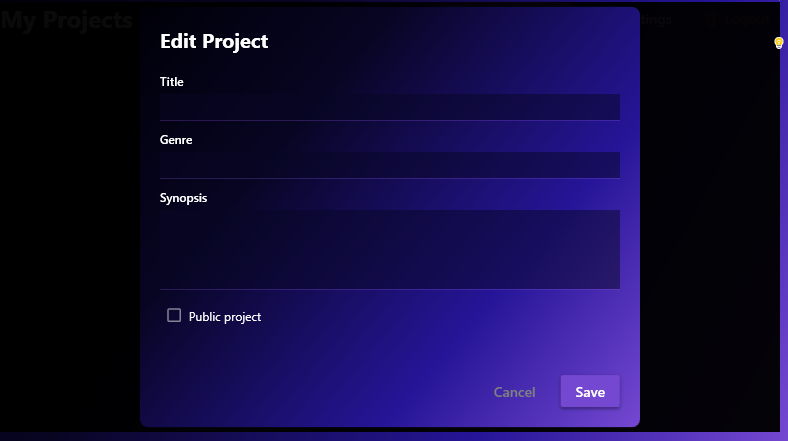 My Projects
Edit Project
Title
Genre
Synopsis
Public project
Cancel
Save